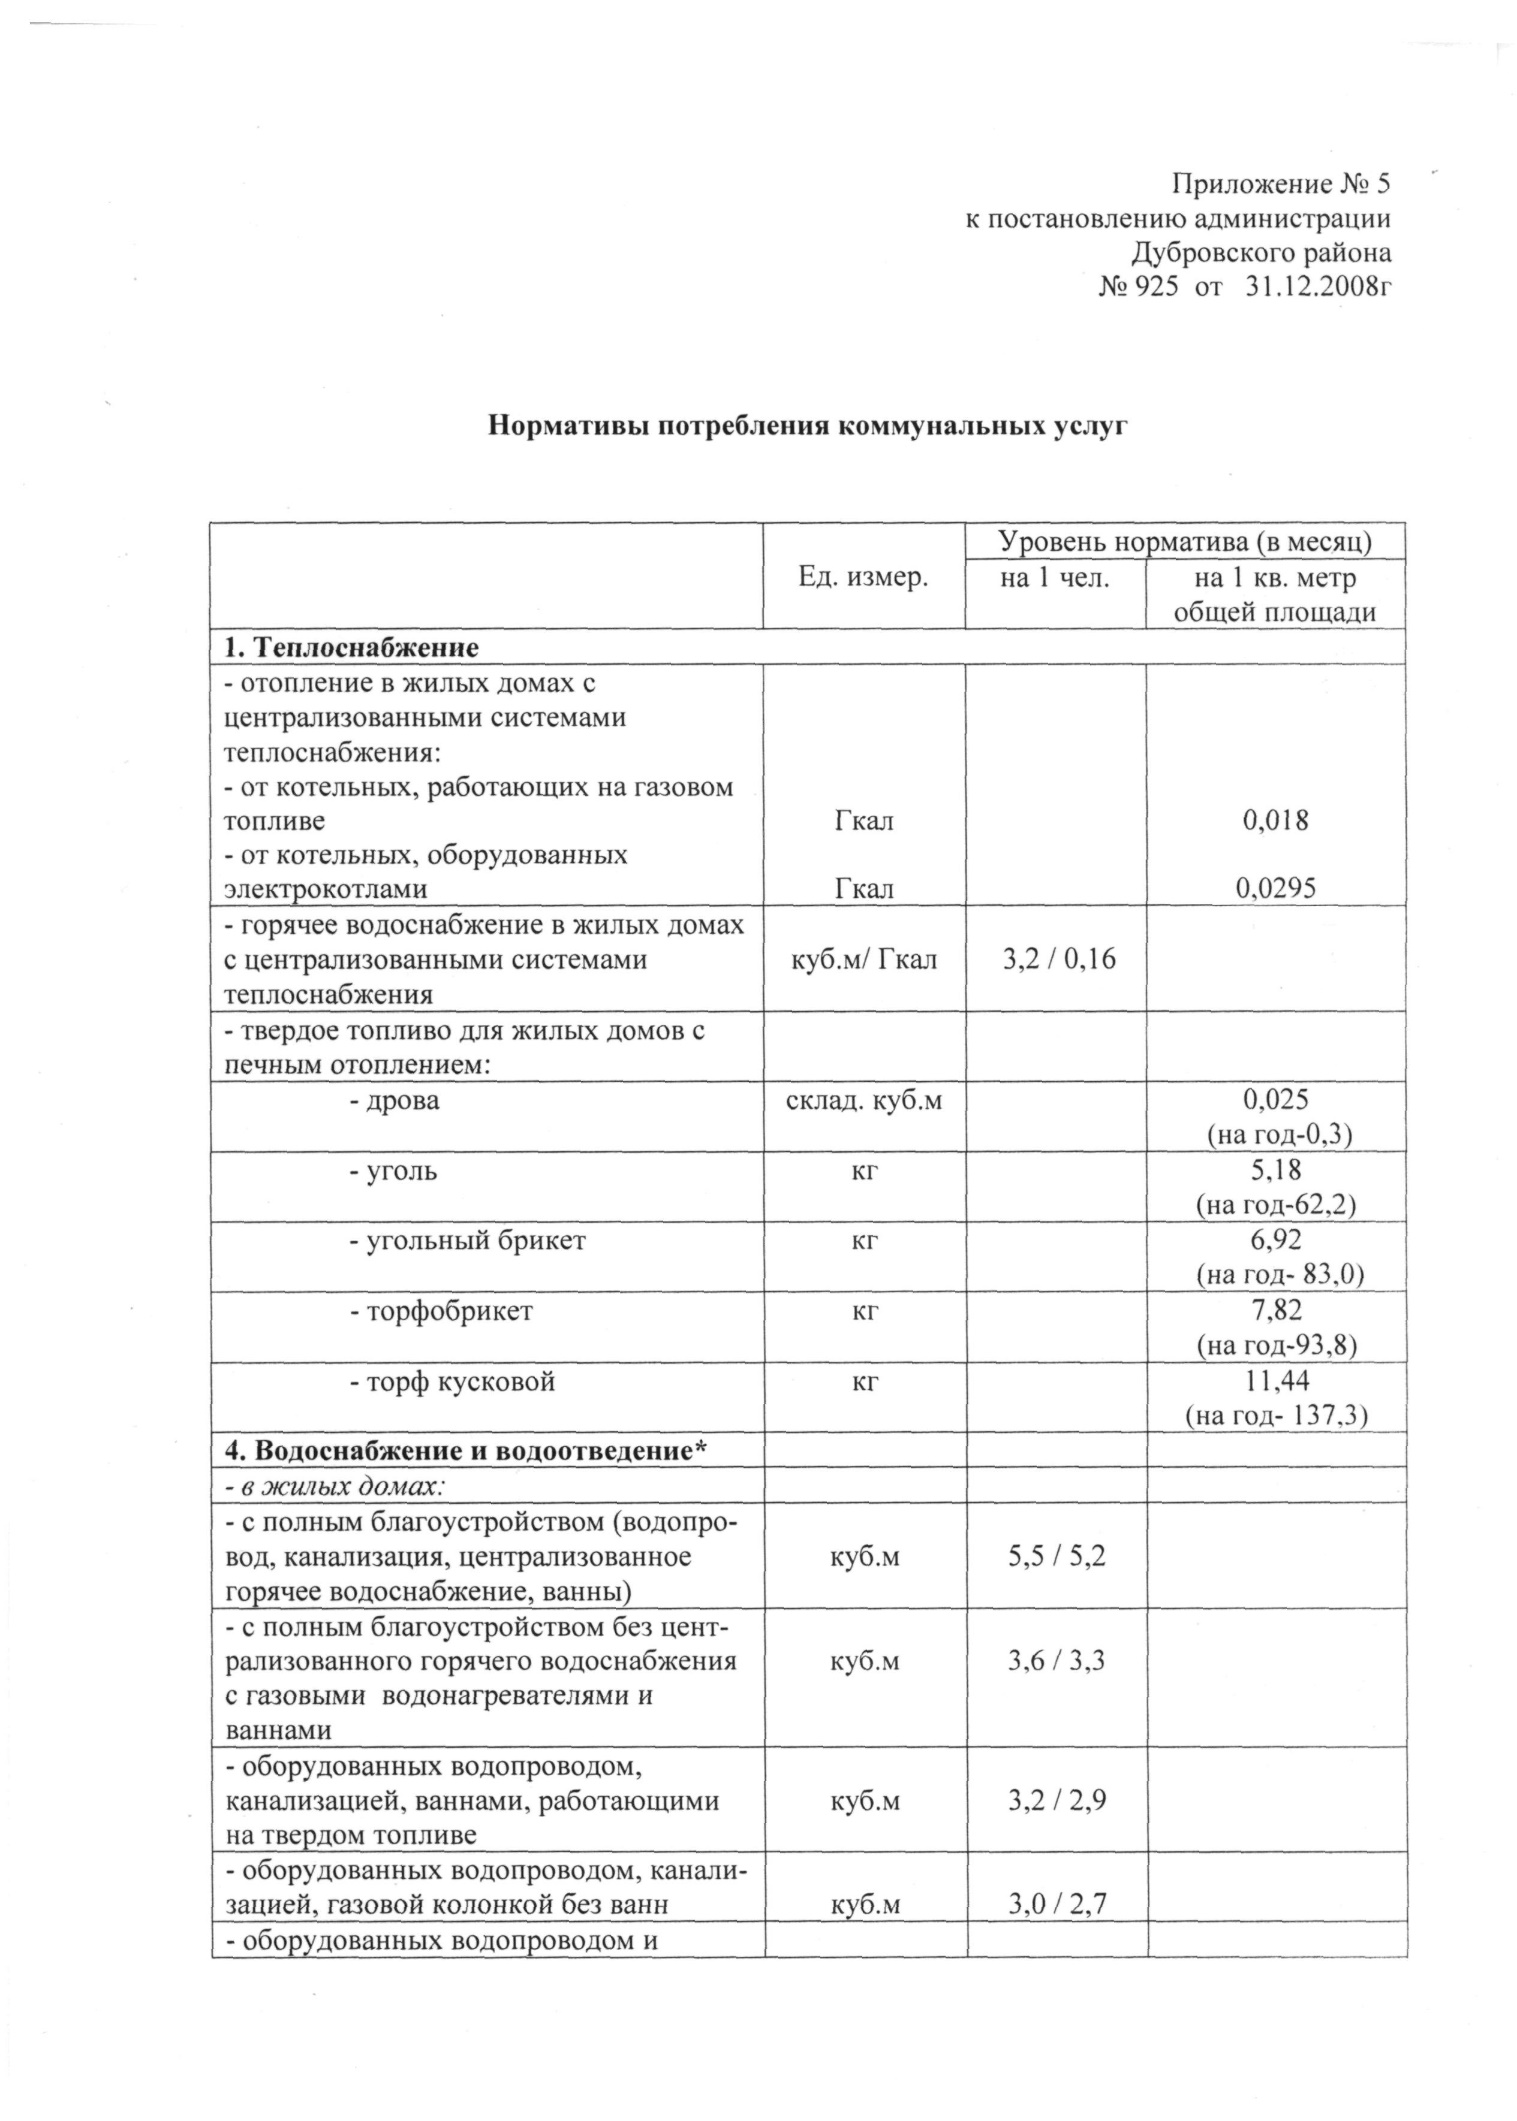 Приложение № 5
к постановлению администрации
Дубровского района
№ 925 от 31.12.2008г
Нормативы потребления коммунальных услуг
Ед. измер.
Уровень норматива (в месяц)
на 1 чел.
на 1 кв. метр
общей площади
1. Теплоснабжение
- отопление в жилых домах с
централизованными системами
теплоснабжения:
- от котельных, работающих на газовом
топливе Гкал 0,018
- от котельных, оборудованных
электрокотлами Гкал 0,0295
- горячее водоснабжение в жилых домах
с централизованными системами куб.м/ Гкал 3,2 / 0,16
теплоснабжения
- твердое топливо для жилых домов с
печным отоплением:
- дрова склад. куб.м 0,025
(на год-0,3)
- уголь кг 5,18
(на год-62,2)
- угольный брикет кг 6,92
(на год- 83,0)
- торфобрикет кг 7,82
(на год-93,8)
- торф кусковой кг 11,44
(на год- 137,3)
4. Водоснабжение и водоотведение*
- в жилых домах:
- с полным благоустройством (водопро-
вод, канализация, централизованное куб.м 5,5 / 5,2
горячее водоснабжение, ванны)
- с полным благоустройством без цент-
рализованного горячего водоснабжения куб.м 3,6 / 3,3
с газовыми водонагревателями и
ваннами
- оборудованных водопроводом,
канализацией, ваннами, работающими куб.м 3,2 / 2,9
на твердом топливе
- оборудованных водопроводом, канали-
зацией, газовой колонкой без ванн куб.м 3,0 / 2,7
- оборудованных водопроводом и